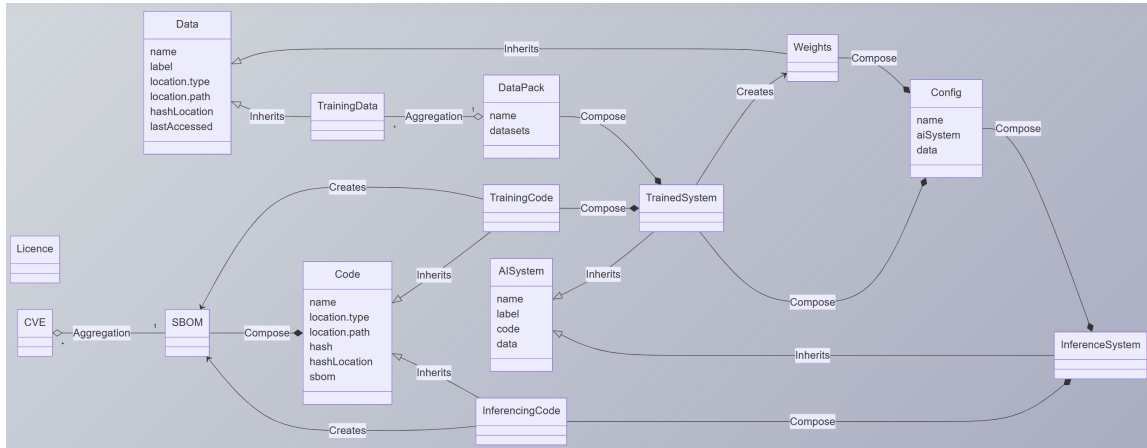 Data
name
label
location.type
location.path
hashLocation
lastAccessed
Inherits
Weights
Compose
Creates
Config
name
aiSystem
data
Compose
Inherits
TrainingData
*
Aggregation
1
DataPack
name
datasets
Compose
Creates
TrainingCode
Compose
TrainedSystem
Licence
Inherits
AISystem
name
label
code
data
Inherits
Code
name
location.type
location.path
hash
hashLocation
sbom
Compose
CVE
*
Aggregation
1
SBOM
Compose
Inherits
InferenceSystem
Inherits
InferencingCode
Creates
Compose